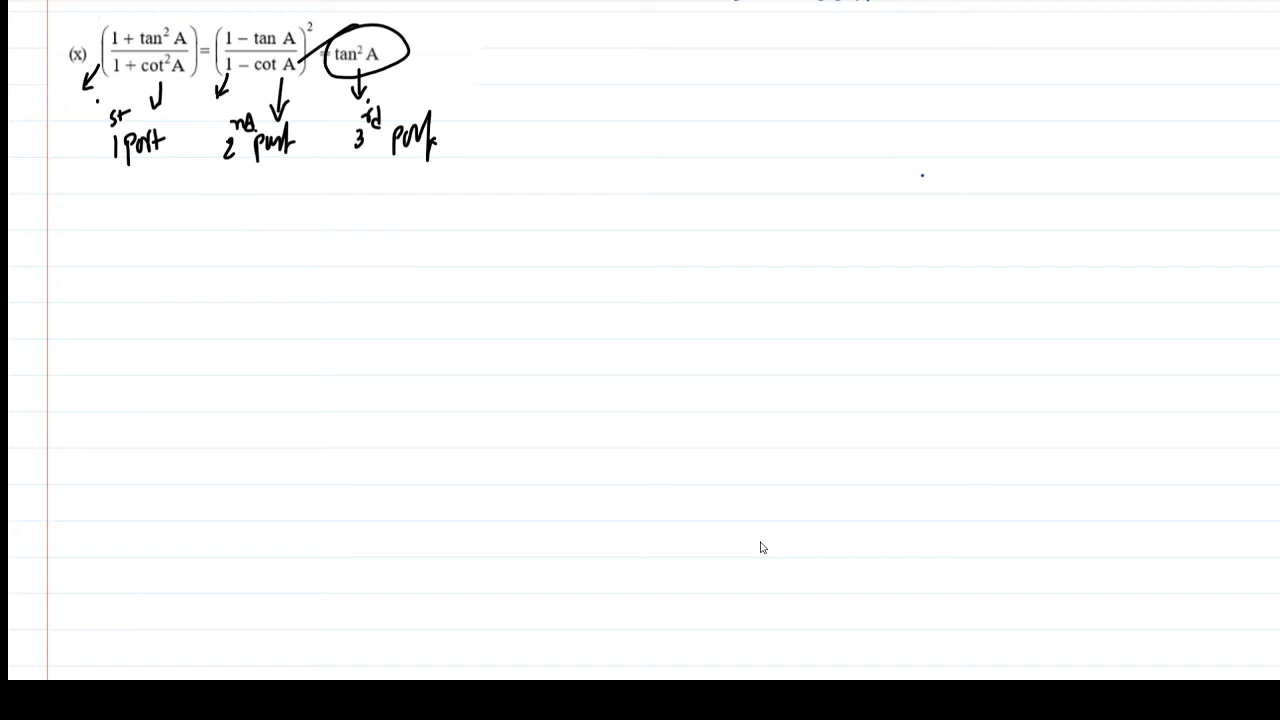 (x) (1 + tan² A / 1 + cot² A) = (1 − tan A / 1 − cot A)² = tan² A
1st part 2nd part 3rd part